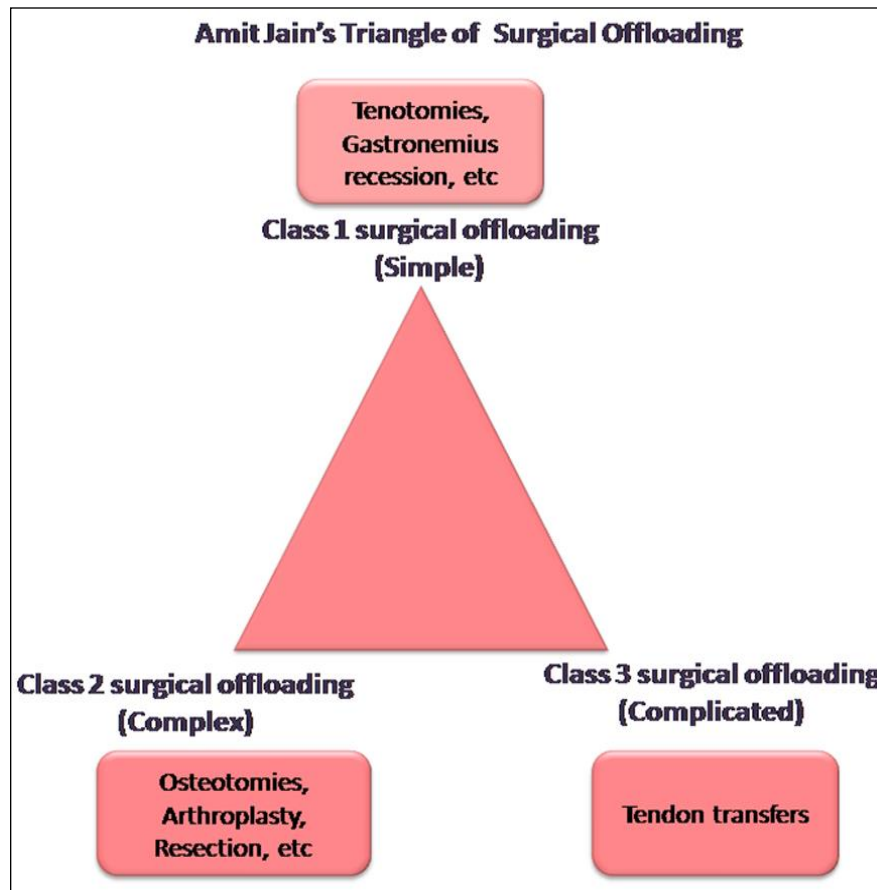 Amit Jain's Triangle of Surgical Offloading
Tenotomies,
Gastronemius
recession, etc
Class 1 surgical offloading
(Simple)
Class 2 surgical offloading
(Complex)
Osteotomies,
Arthroplasty,
Resection, etc
Class 3 surgical offloading
(Complicated)
Tendon transfers